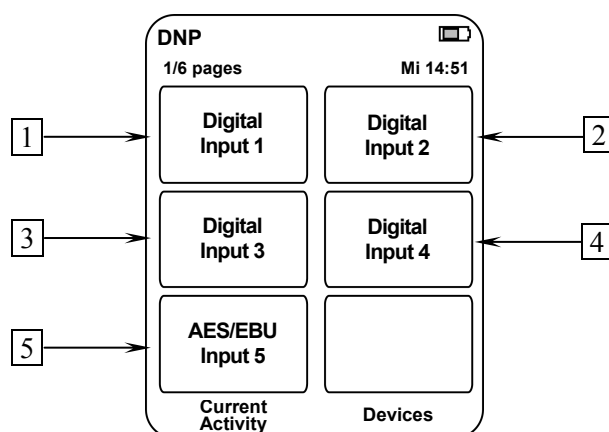 DNP
1/6 pages Mi 14:51
1 Digital Input 1 Digital Input 2 2
3 Digital Input 3 Digital Input 4 4
5 AES/EBU Input 5
Current Activity Devices